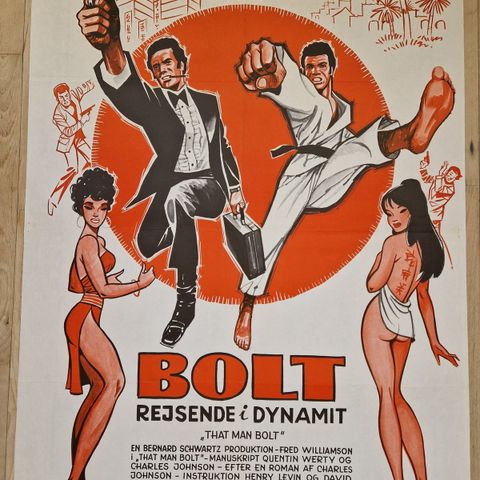 BOLT
REJSENDE i DYNAMIT
„THAT MAN BOLT”
EN BERNARD SCHWARTZ PRODUKTION-FRED WILLIAMSON
i „THAT MAN BOLT”-MANUSKRIPT QUENTIN WERTY OG
CHARLES JOHNSON - EFTER EN ROMAN AF CHARLES
JOHNSON - INSTRUKTION HENRY LEVIN OG DAVID